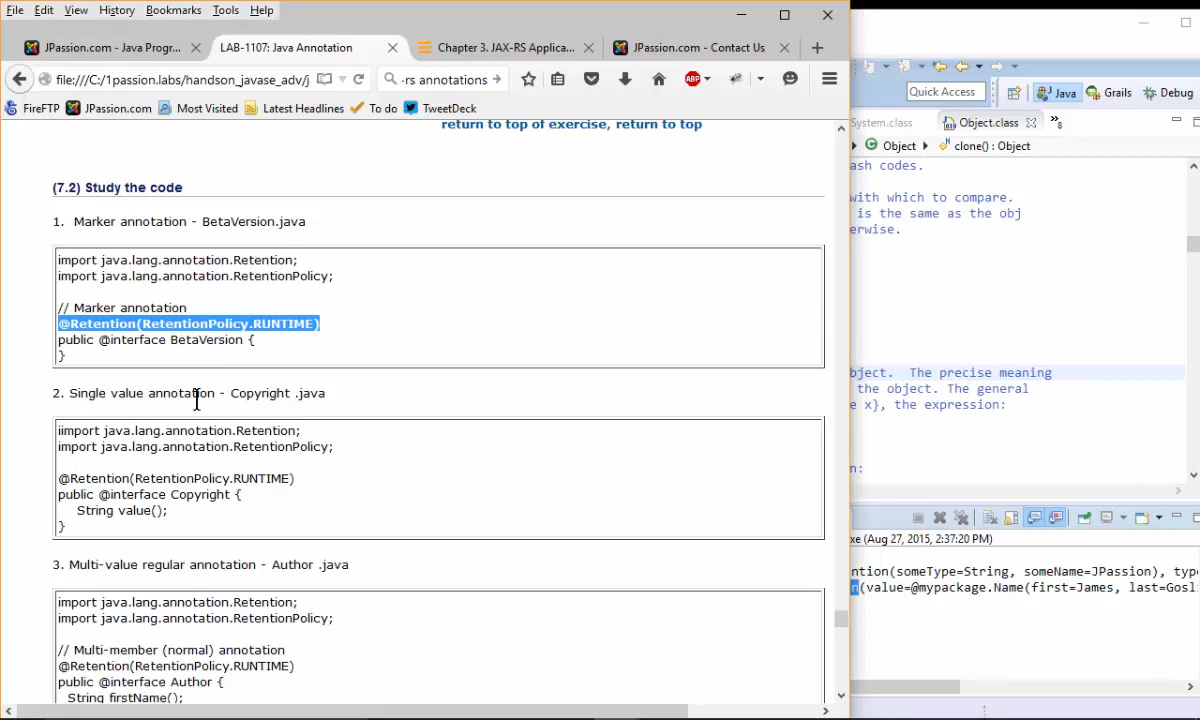 File Edit View History Bookmarks Tools Help
JPassion.com - Java Progr...
LAB-1107: Java Annotation
Chapter 3. JAX-RS Applica...
JPassion.com - Contact Us
file:///C:/1passion.labs/handson_javase_adv/j
-rs annotations
ABP
FireFTP JPassion.com Most Visited Latest Headlines To do TweetDeck
return to top of exercise, return to top
(7.2) Study the code
1. Marker annotation - BetaVersion.java
import java.lang.annotation.Retention;
import java.lang.annotation.RetentionPolicy;
// Marker annotation
@Retention(RetentionPolicy.RUNTIME)
public @interface BetaVersion {
}
2. Single value annotation - Copyright .java
iimport java.lang.annotation.Retention;
import java.lang.annotation.RetentionPolicy;
@Retention(RetentionPolicy.RUNTIME)
public @interface Copyright {
String value();
}
3. Multi-value regular annotation - Author .java
import java.lang.annotation.Retention;
import java.lang.annotation.RetentionPolicy;
// Multi-member (normal) annotation
@Retention(RetentionPolicy.RUNTIME)
public @interface Author {
String firstName();
Quick Access
Java Grails Debug
System.class
Object.class
8
Object clone() : Object
ash codes.
with which to compare.
is the same as the obj
erwise.
bject. The precise meaning
the object. The general
e x}, the expression:
n:
xe (Aug 27, 2015, 2:37:20 PM)
ntion(someType=String, someName=JPassion), typ
n(value=@mypackage.Name(first=James, last=Gosl